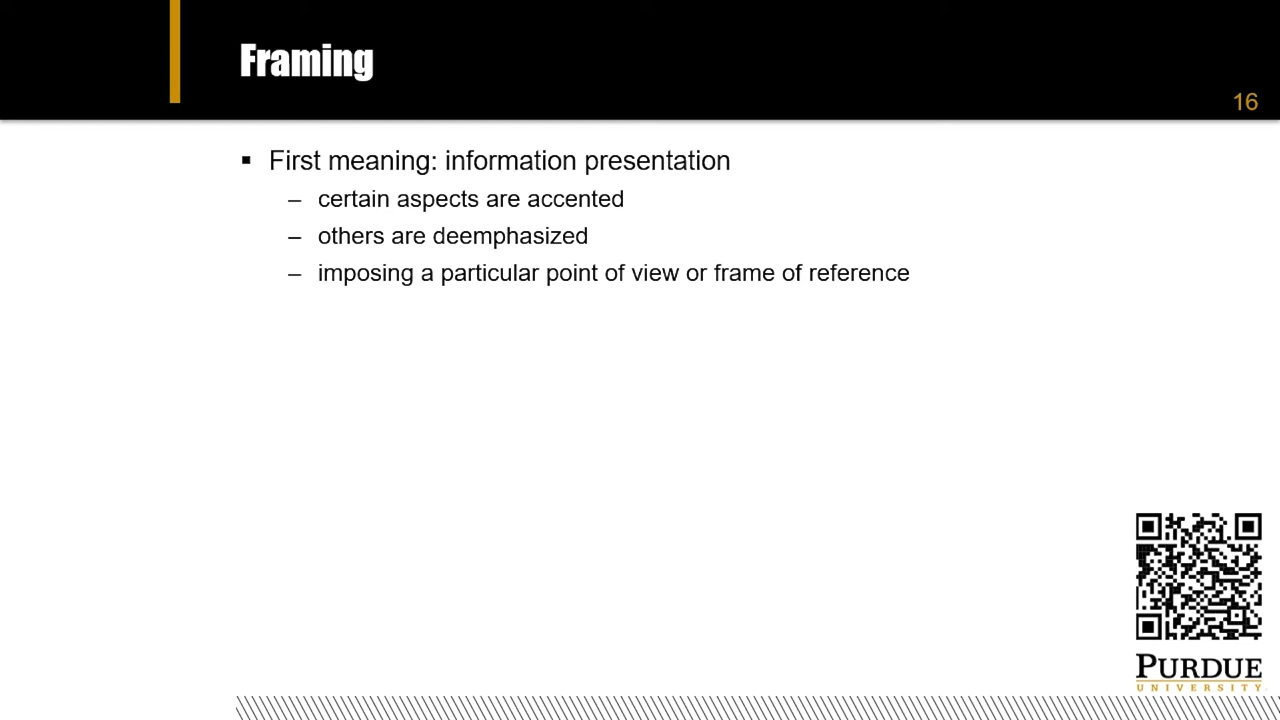 Framing
16
▪ First meaning: information presentation
– certain aspects are accented
– others are deemphasized
– imposing a particular point of view or frame of reference
PURDUE
UNIVERSITY